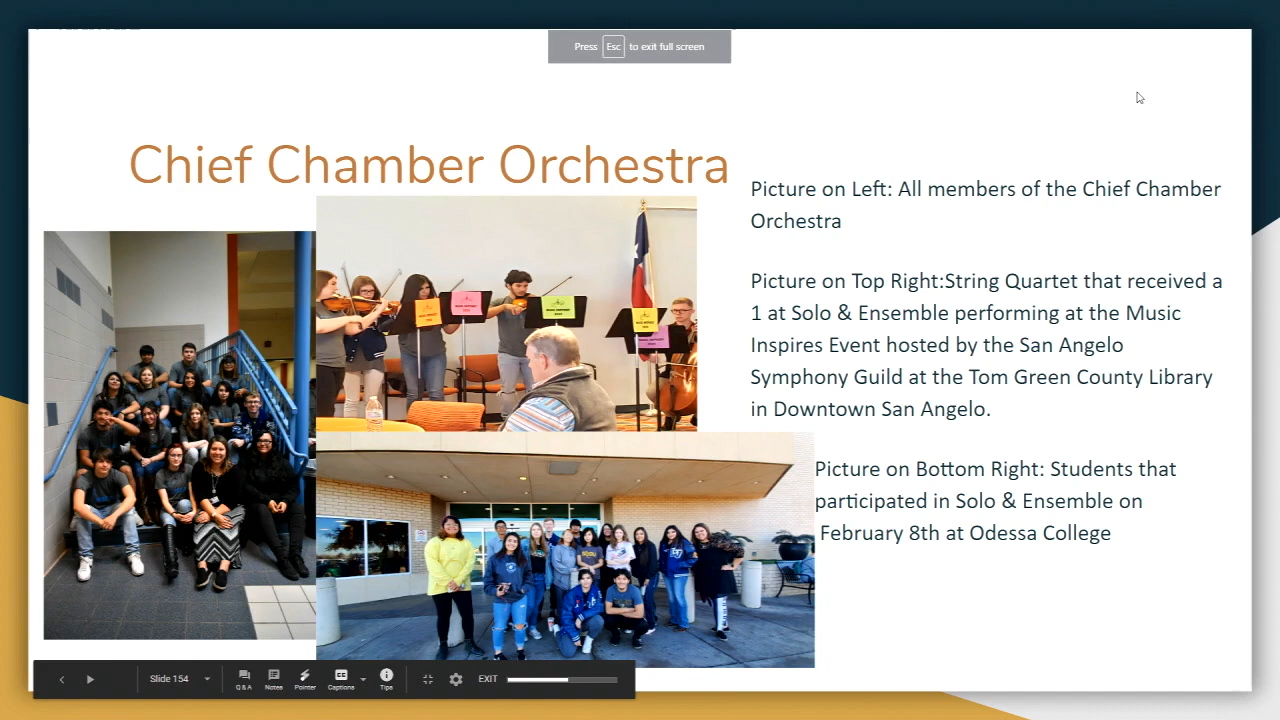 Press Esc to exit full screen
Chief Chamber Orchestra
Picture on Left: All members of the Chief Chamber
Orchestra
Picture on Top Right:String Quartet that received a
1 at Solo & Ensemble performing at the Music
Inspires Event hosted by the San Angelo
Symphony Guild at the Tom Green County Library
in Downtown San Angelo.
Picture on Bottom Right: Students that
participated in Solo & Ensemble on
February 8th at Odessa College
Slide 154
Q & A
Notes
Pointer
CC
Captions
Tips
EXIT